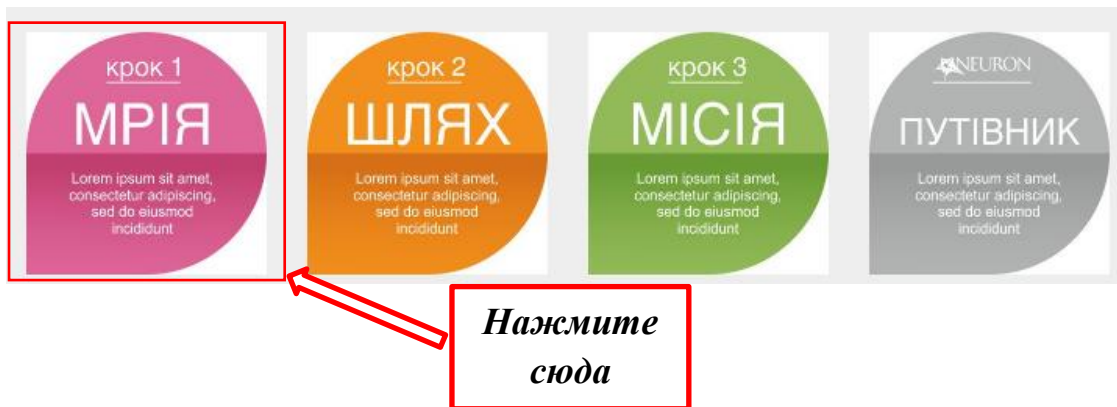 крок 1
МРІЯ
Lorem ipsum sit amet,
consectetur adipiscing,
sed do eiusmod
incididunt
крок 2
ШЛЯХ
Lorem ipsum sit amet,
consectetur adipiscing,
sed do eiusmod
incididunt
крок 3
МІСІЯ
Lorem ipsum sit amet,
consectetur adipiscing,
sed do eiusmod
incididunt
NEURON
ПУТІВНИК
Lorem ipsum sit amet,
consectetur adipiscing,
sed do eiusmod
incididunt
Нажмите
сюда